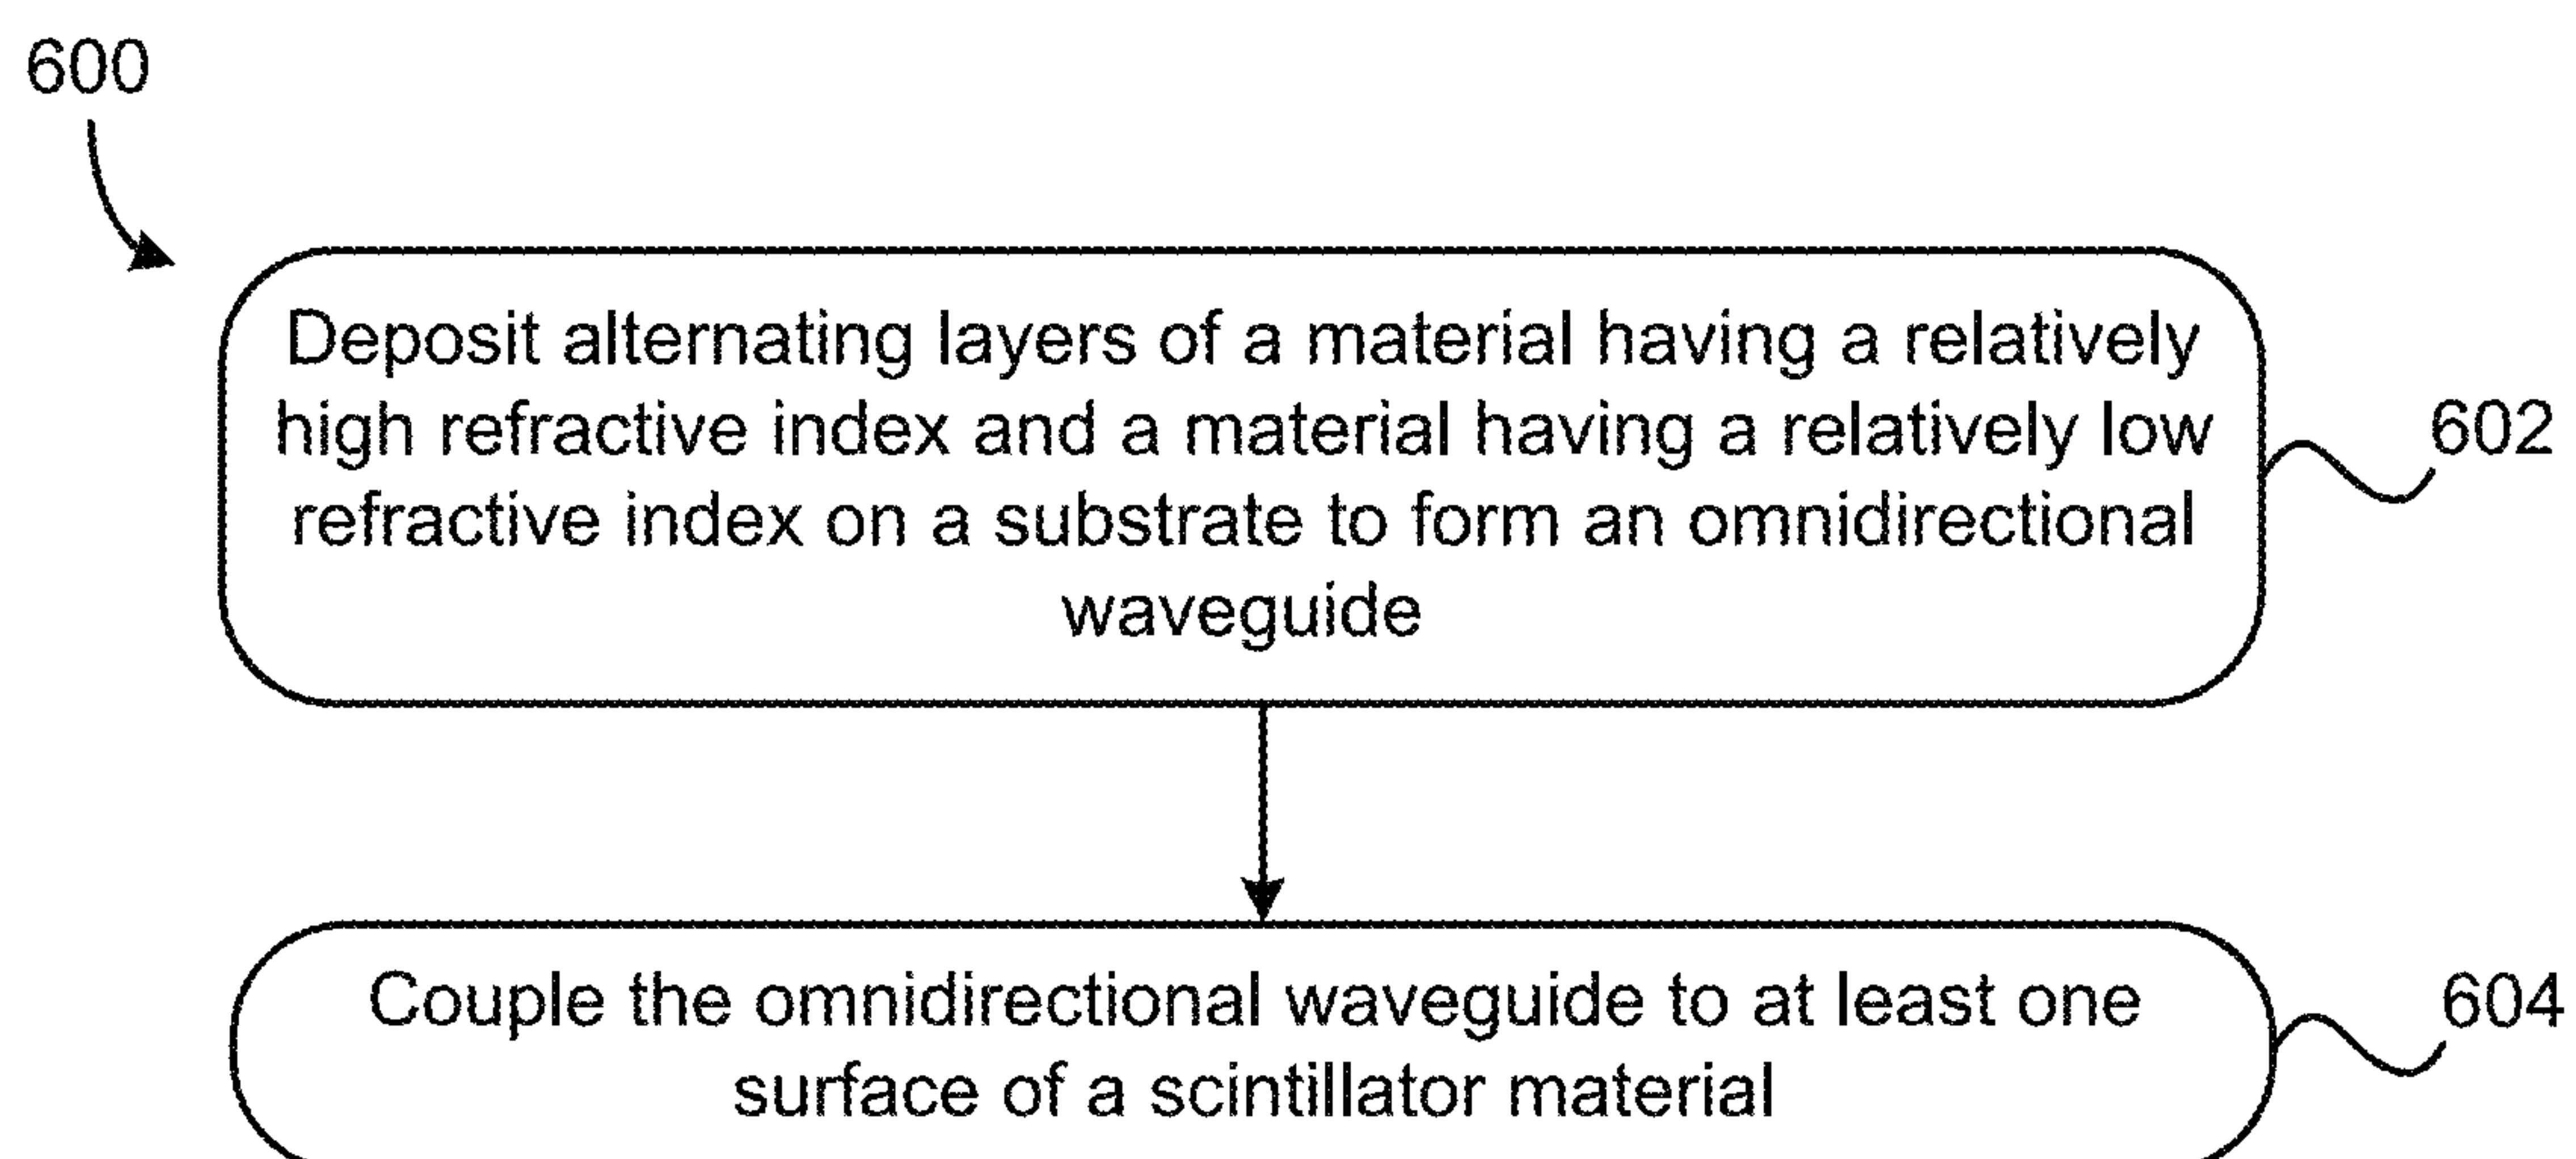 600
Deposit alternating layers of a material having a relatively
high refractive index and a material having a relatively low
refractive index on a substrate to form an omnidirectional
waveguide
602
Couple the omnidirectional waveguide to at least one
surface of a scintillator material
604